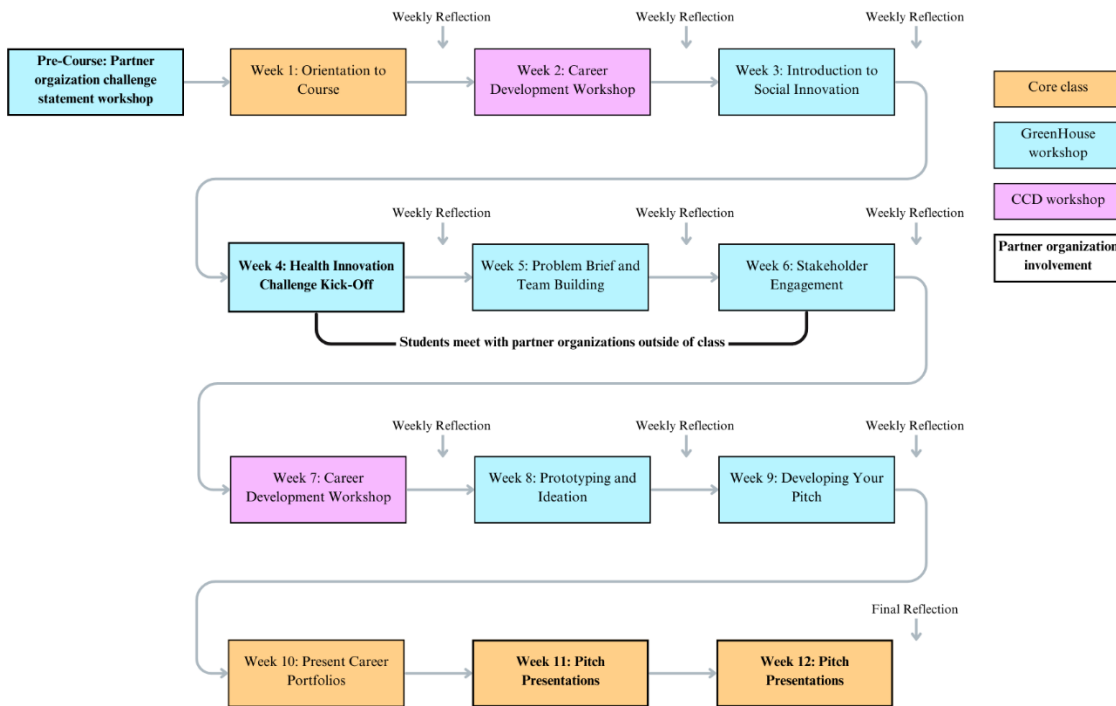 Weekly Reflection
Weekly Reflection
Weekly Reflection
Pre-Course: Partner
orgaization challenge
statement workshop
Week 1: Orientation to
Course
Week 2: Career
Development Workshop
Week 3: Introduction to
Social Innovation
Core class
GreenHouse
workshop
CCD workshop
Partner organization
involvement
Weekly Reflection
Weekly Reflection
Weekly Reflection
Week 4: Health Innovation
Challenge Kick-Off
Week 5: Problem Brief and
Team Building
Week 6: Stakeholder
Engagement
Students meet with partner organizations outside of class
Weekly Reflection
Weekly Reflection
Weekly Reflection
Week 7: Career
Development Workshop
Week 8: Prototyping and
Ideation
Week 9: Developing Your
Pitch
Final Reflection
Week 10: Present Career
Portfolios
Week 11: Pitch
Presentations
Week 12: Pitch
Presentations